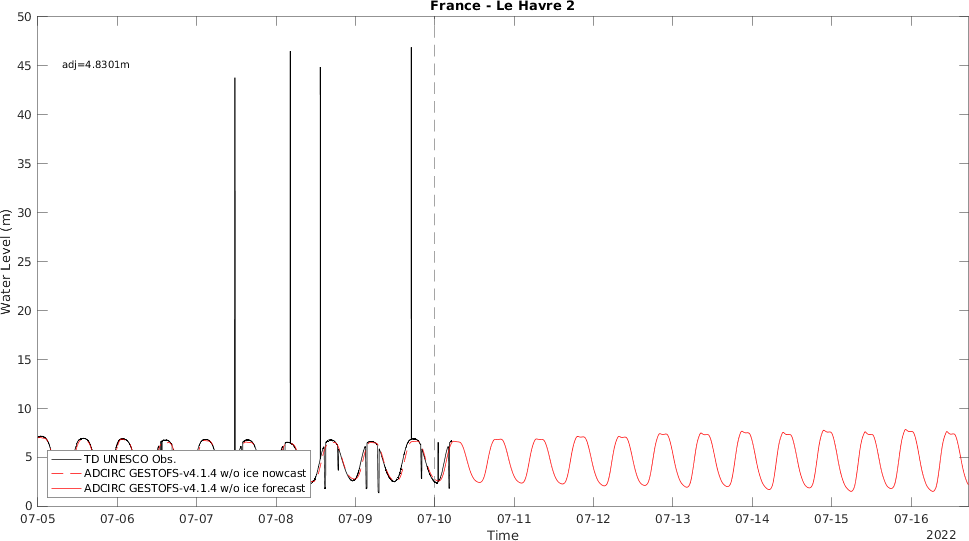 France - Le Havre 2
adj=4.8301m
50
45
40
35
30
25
20
15
10
5
0
Water Level (m)
TD UNESCO Obs.
ADCIRC GESTOFS-v4.1.4 w/o ice nowcast
ADCIRC GESTOFS-v4.1.4 w/o ice forecast
07-05 07-06 07-07 07-08 07-09 07-10 07-11 07-12 07-13 07-14 07-15 07-16
Time
2022